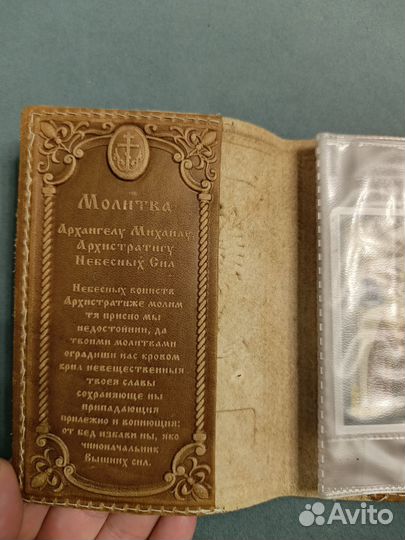 Молитва
Архангелу Михаилу,
Архистратигу
Небесных Сил
Небесных воинств
Архистратиже молим
тя присно мы
недостойнии, да
твоими молитвами
оградиши нас кровом
крил невещественныя
твоея славы
сохраняюще ны
припадающия
прилежно и вопиющия:
от бед избави ны, яко
чиноначальник
Вышних сил.
Avito